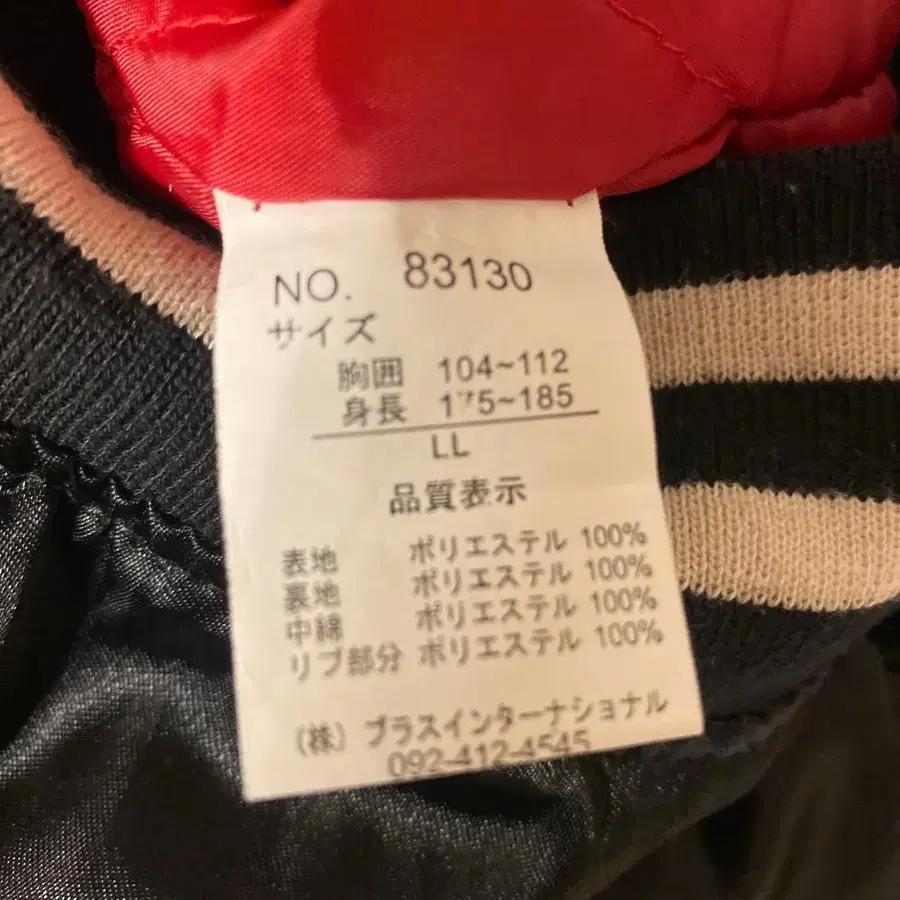 NO. 83130
サイズ
胸囲 104~112
身長 175~185
LL
品質表示
表地 ポリエステル 100%
裏地 ポリエステル 100%
中綿 ポリエステル 100%
リブ部分 ポリエステル 100%
(株) プラスインターナショナル
092-412-4545